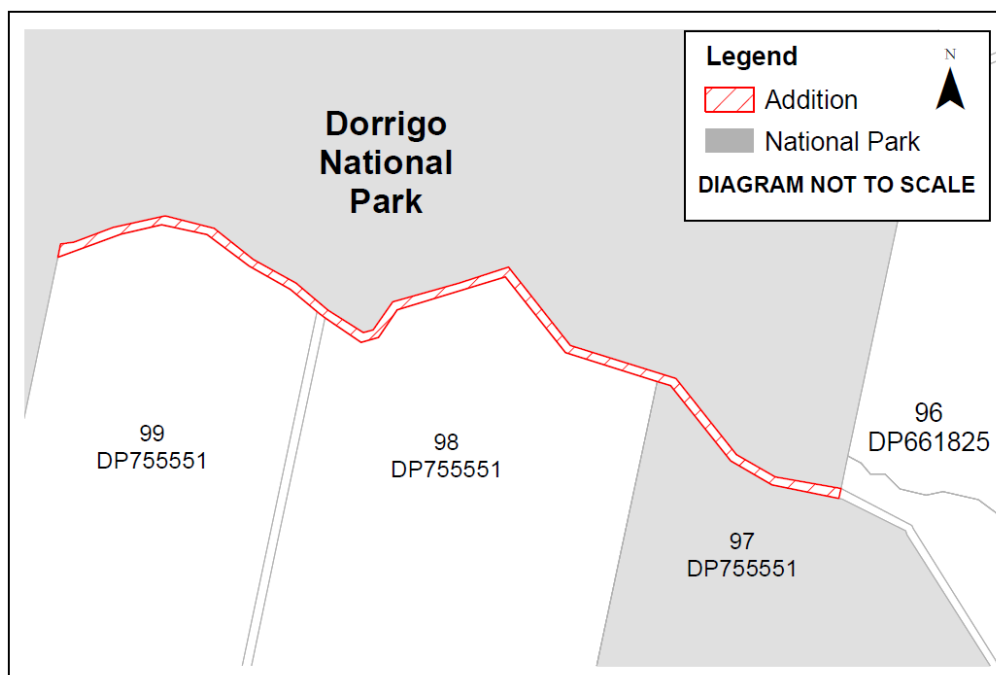 Legend
N
Addition
National Park
DIAGRAM NOT TO SCALE
Dorrigo
National
Park
99
DP755551
98
DP755551
97
DP755551
96
DP661825